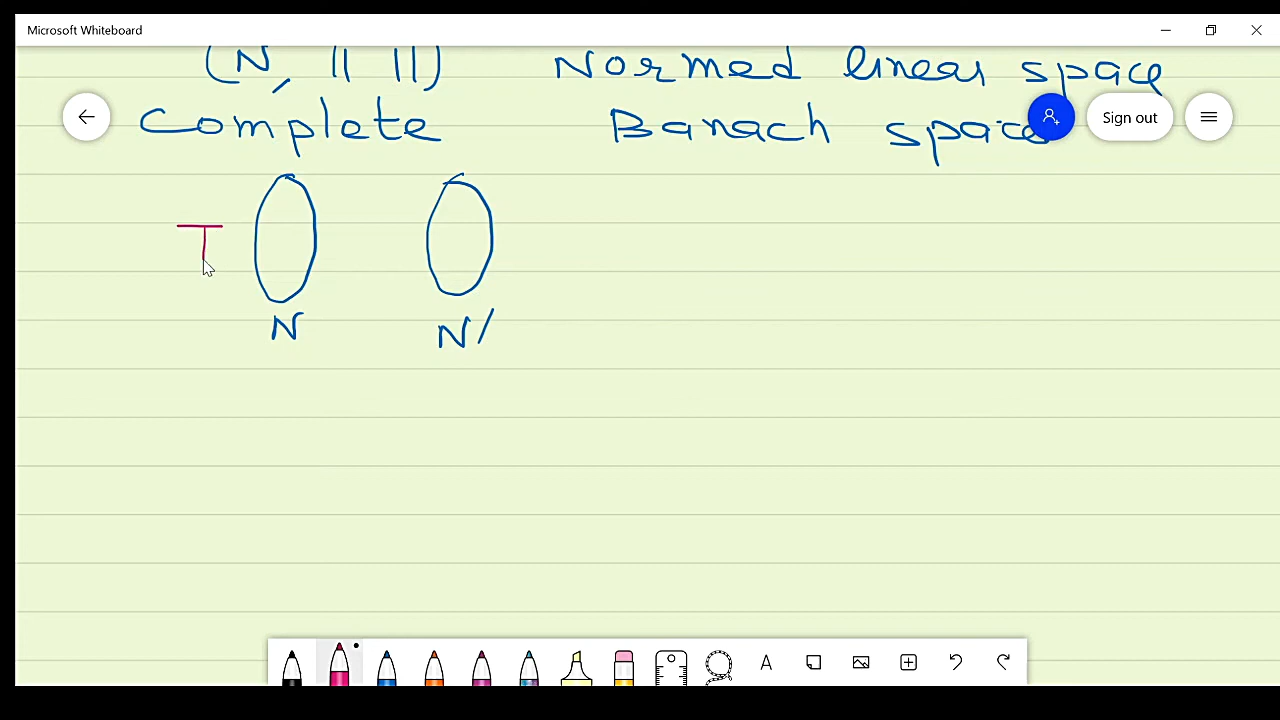 Microsoft Whiteboard
(N, || ||) Normed linear space
Complete Banach space
Sign out
T
N N'
A